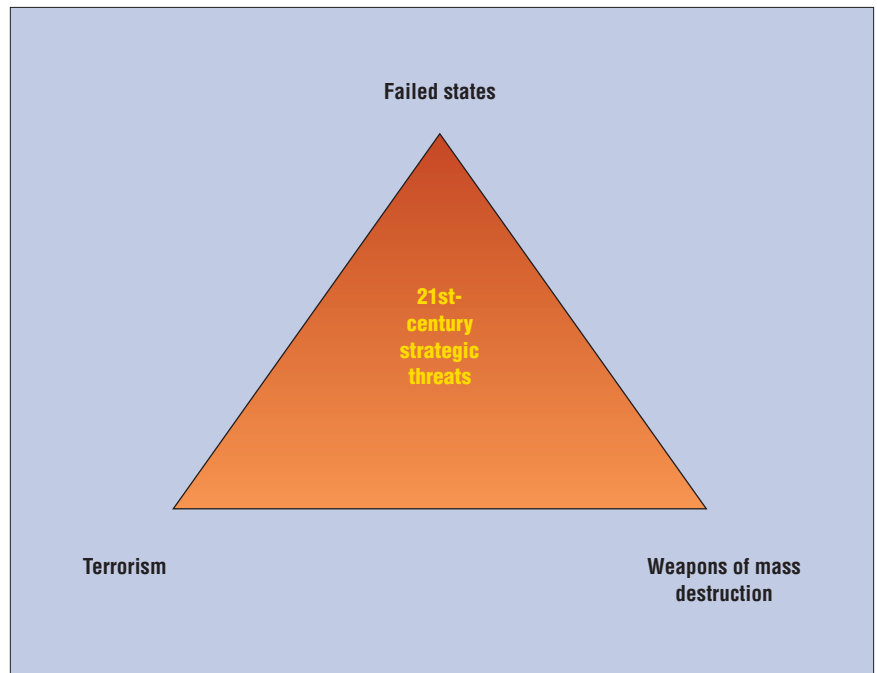 Failed states
21st-
century
strategic
threats
Terrorism
Weapons of mass
destruction